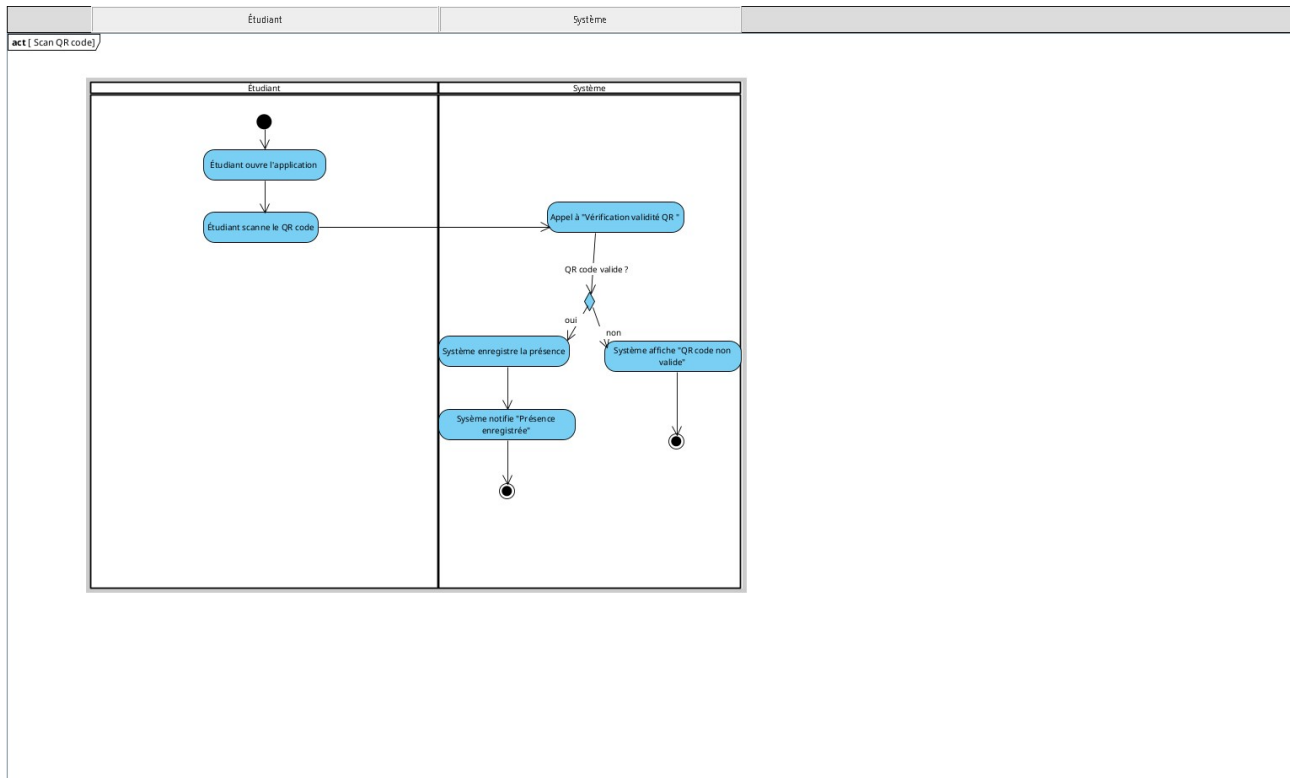 Étudiant
Système
act [ Scan QR code]
Étudiant
Système
Étudiant ouvre l'application
Étudiant scanne le QR code
Appel à "Vérification validité QR "
QR code valide ?
oui
non
Système enregistre la présence
Système affiche "QR code non
valide"
Sysème notifie "Présence
enregistrée"